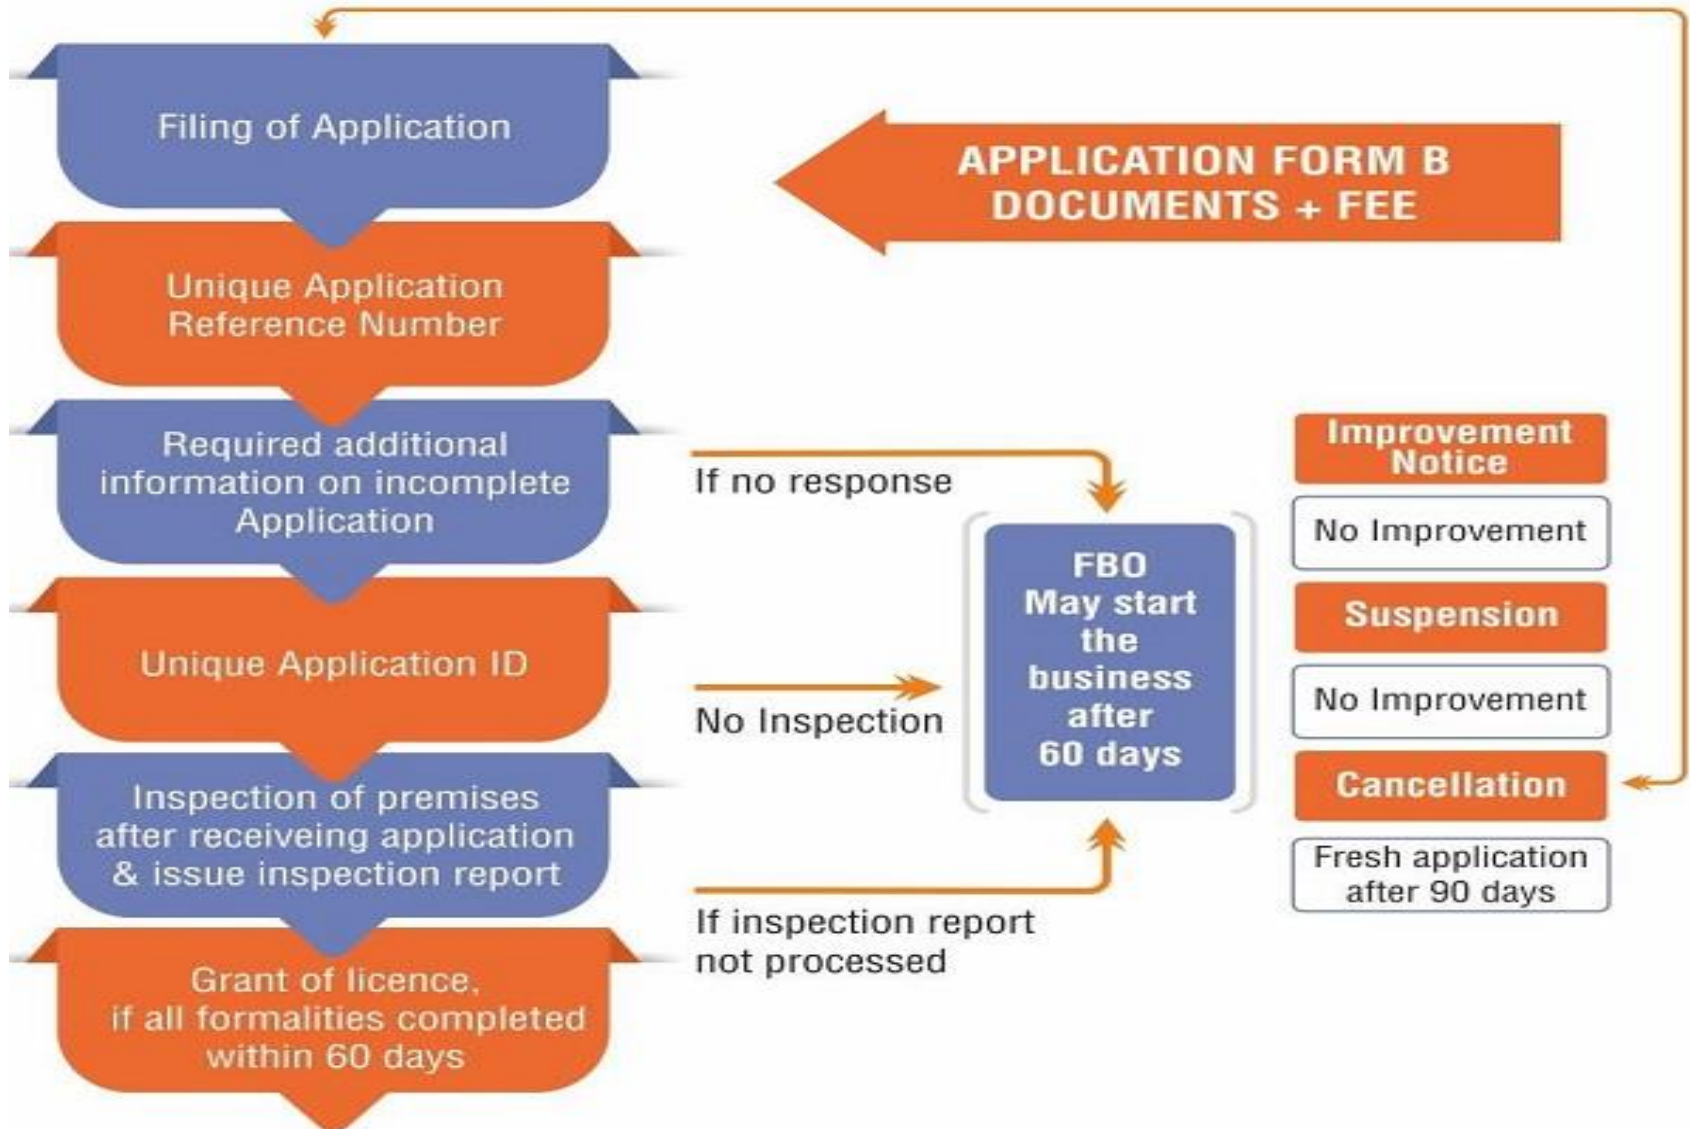 Filing of Application
APPLICATION FORM B
DOCUMENTS + FEE
Unique Application
Reference Number
Required additional
information on incomplete
Application
If no response
Unique Application ID
No Inspection
Inspection of premises
after receiveing application
& issue inspection report
If inspection report
not processed
Grant of licence,
if all formalities completed
within 60 days
FBO
May start
the
business
after
60 days
Improvement
Notice
No Improvement
Suspension
No Improvement
Cancellation
Fresh application
after 90 days